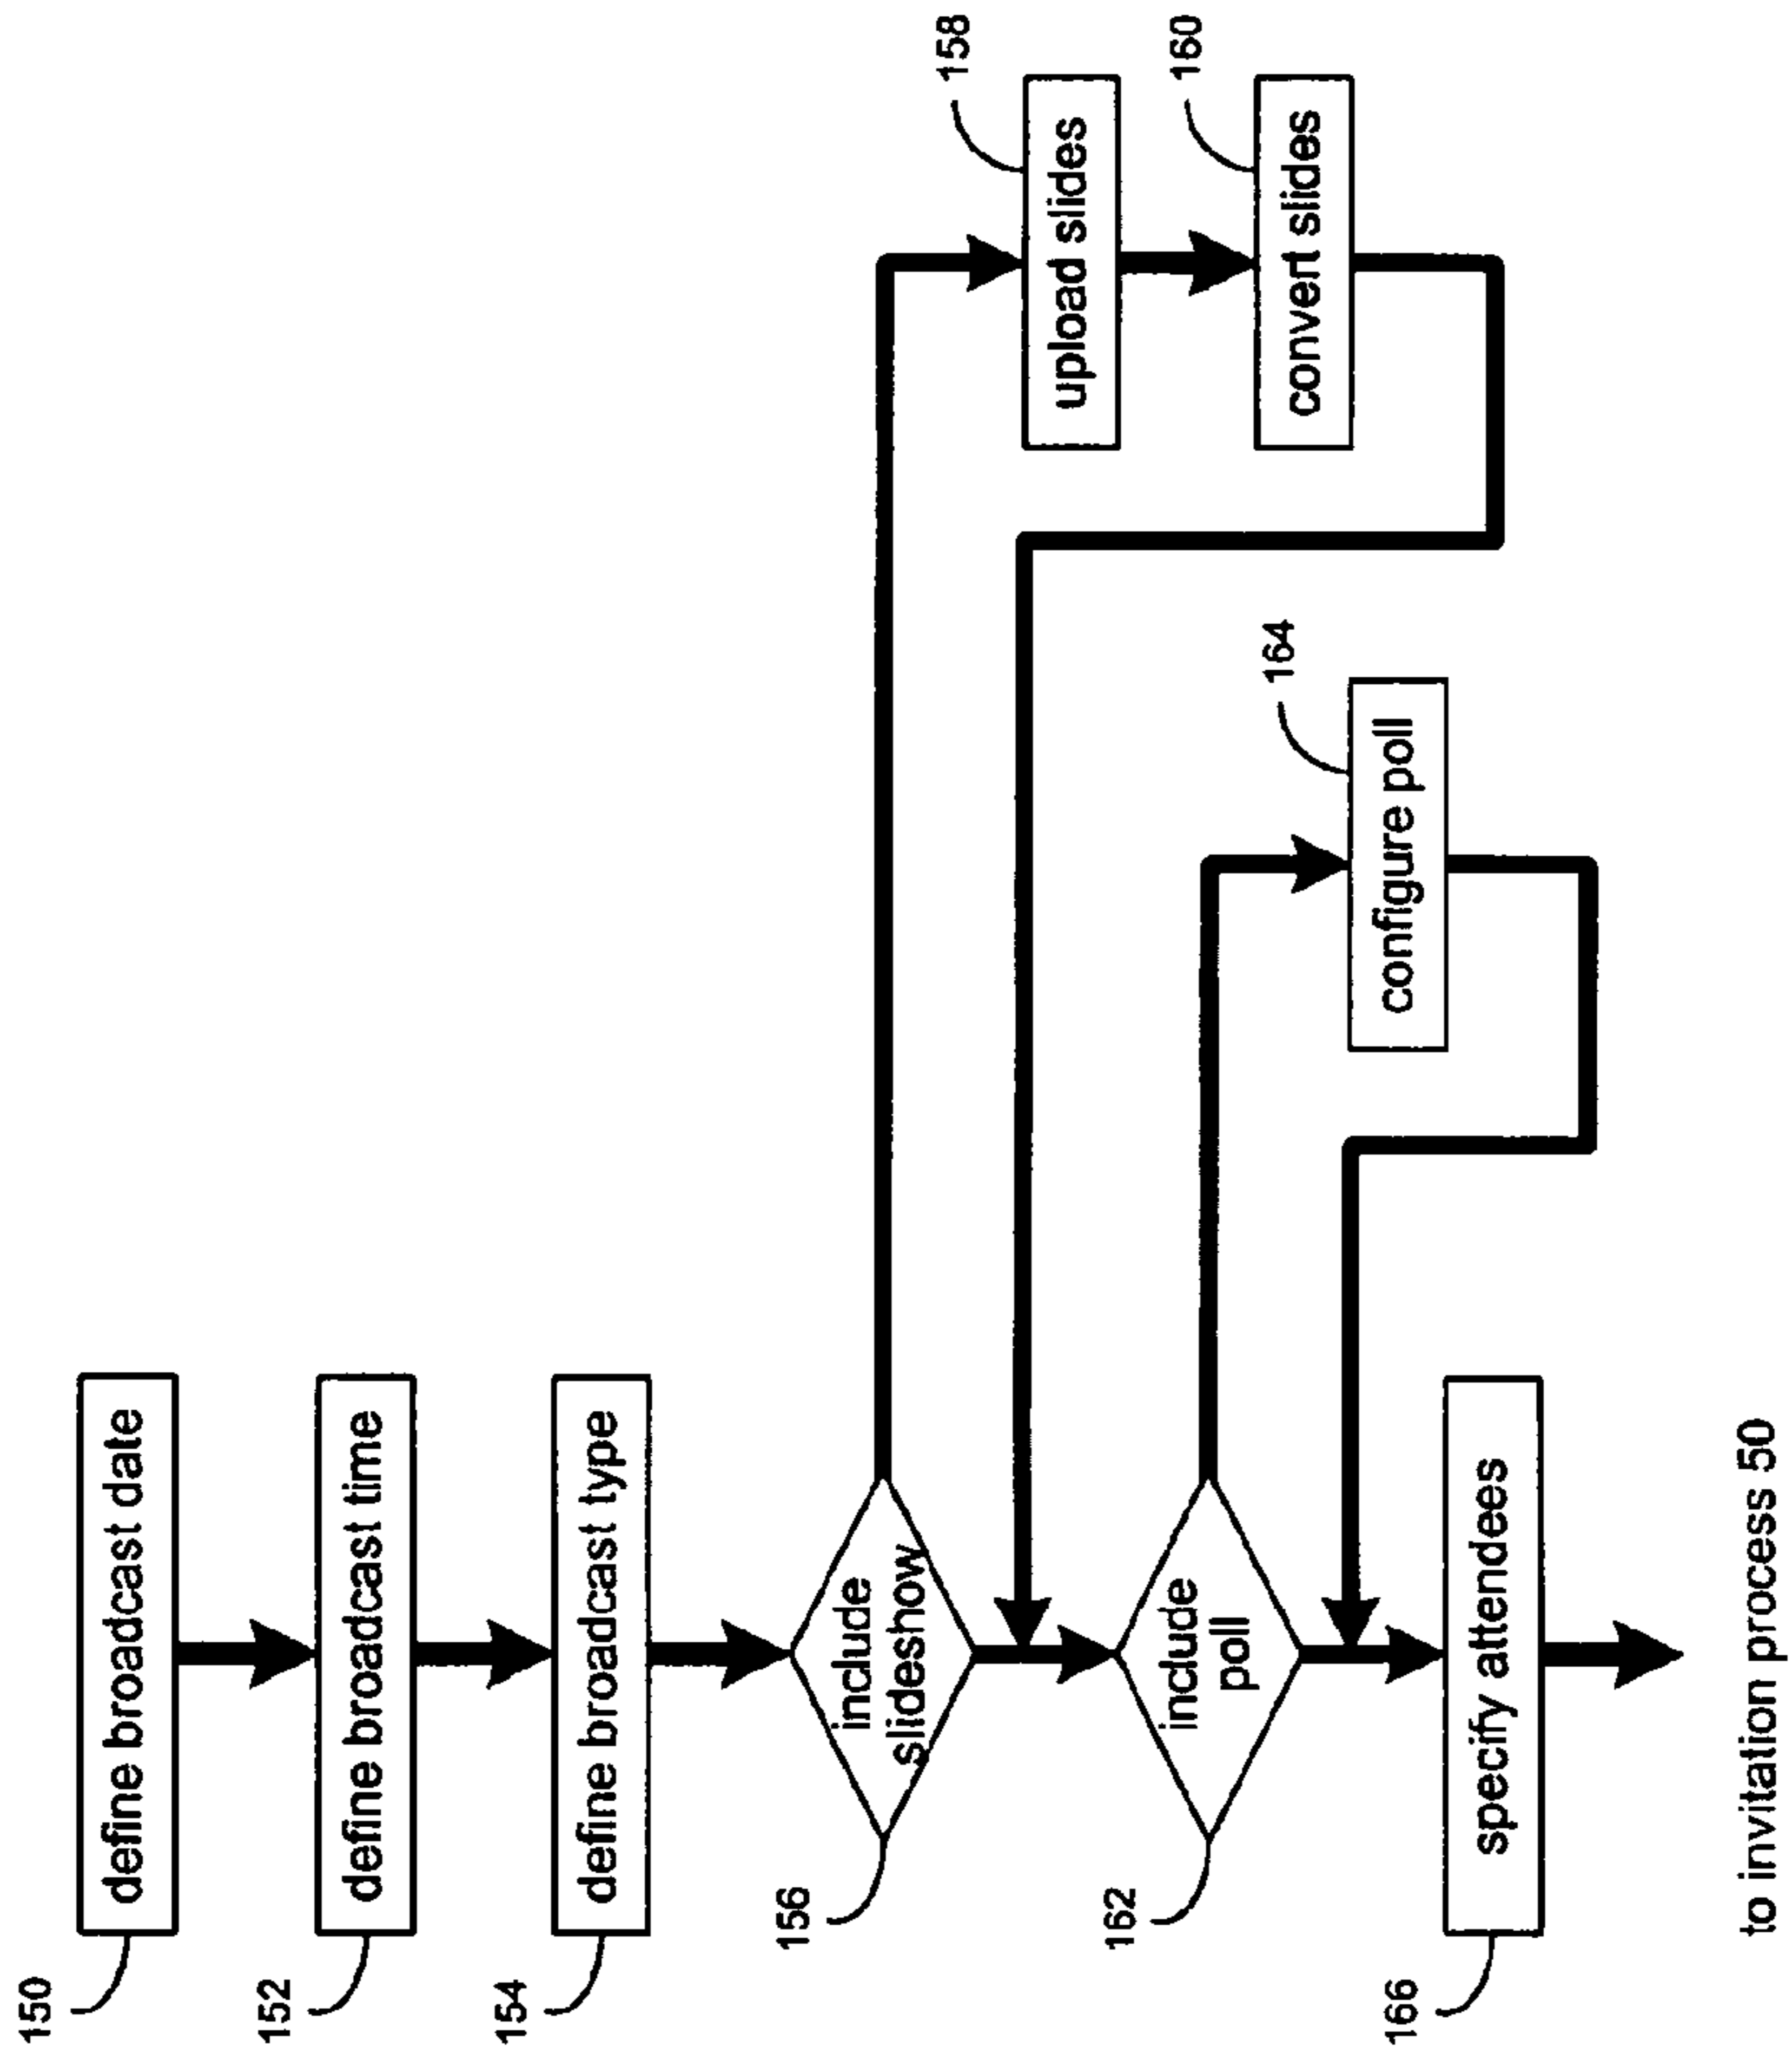 150
define broadcast date
152
define broadcast time
154
define broadcast type
156
include
slideshow
158
upload slides
160
convert slides
162
include
poll
164
configure poll
166
specify attendes
to invitation process 50